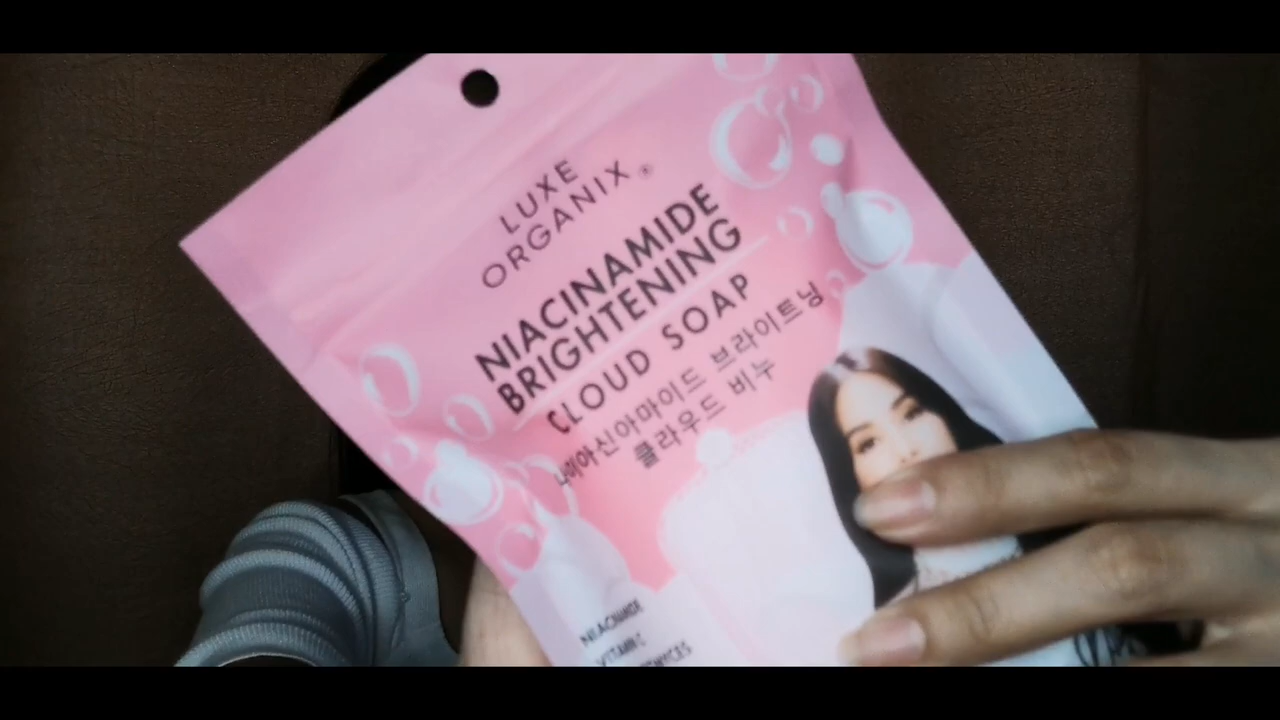 LUXE
ORGANIX®
NIACINAMIDE
BRIGHTENING
CLOUD SOAP
나이아신아마이드 브라이트닝
클라우드 비누
NIACINAMIDE
VITAMIN C